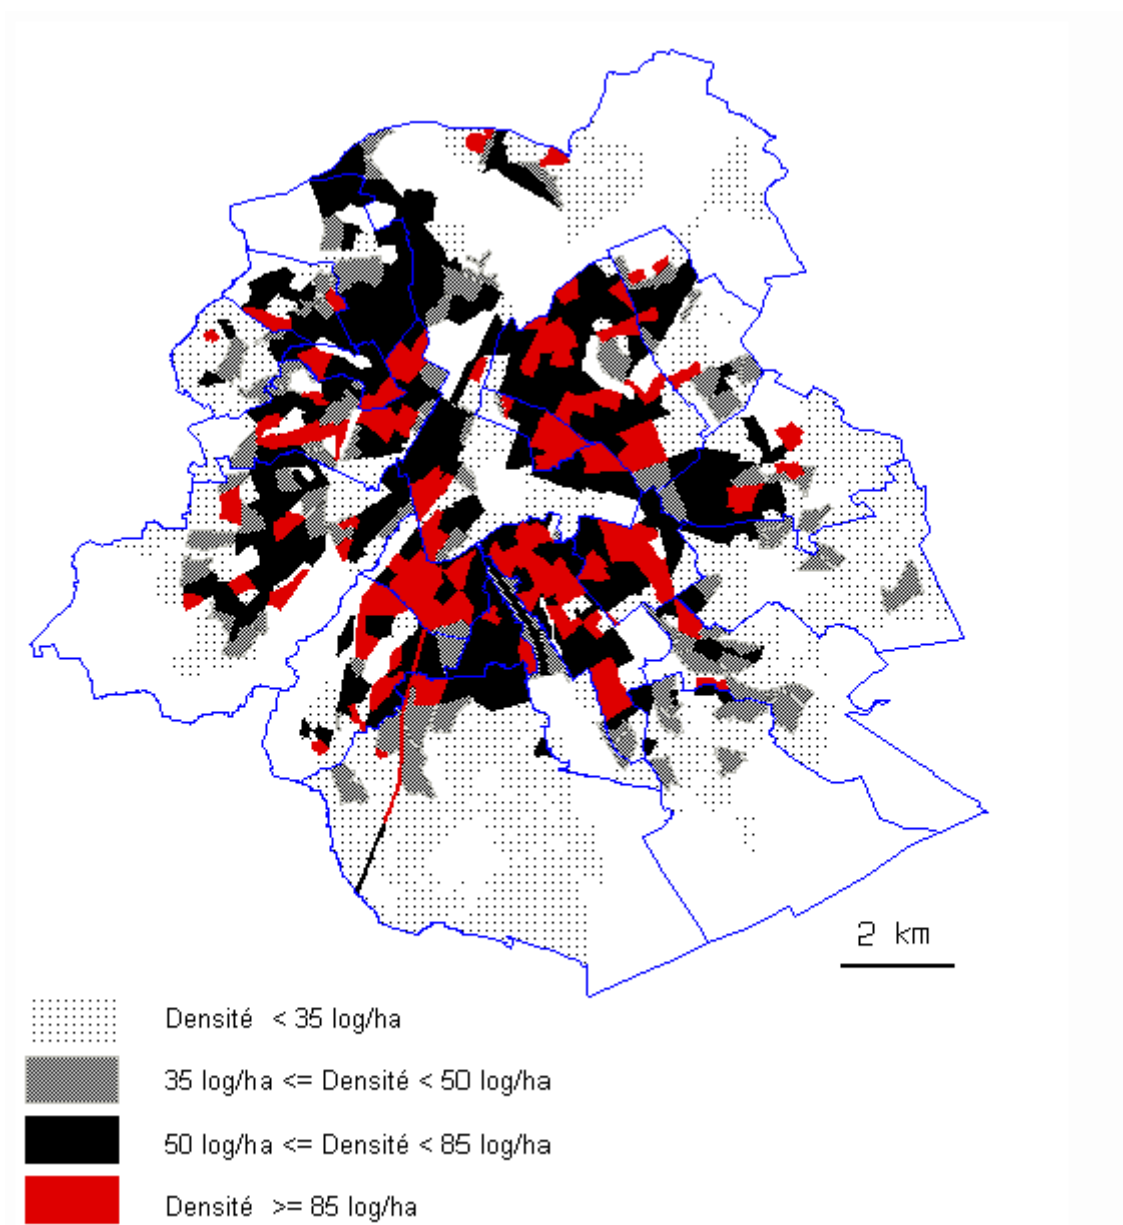 2 km
Densité < 35 log/ha
35 log/ha <= Densité < 50 log/ha
50 log/ha <= Densité < 85 log/ha
Densité >= 85 log/ha